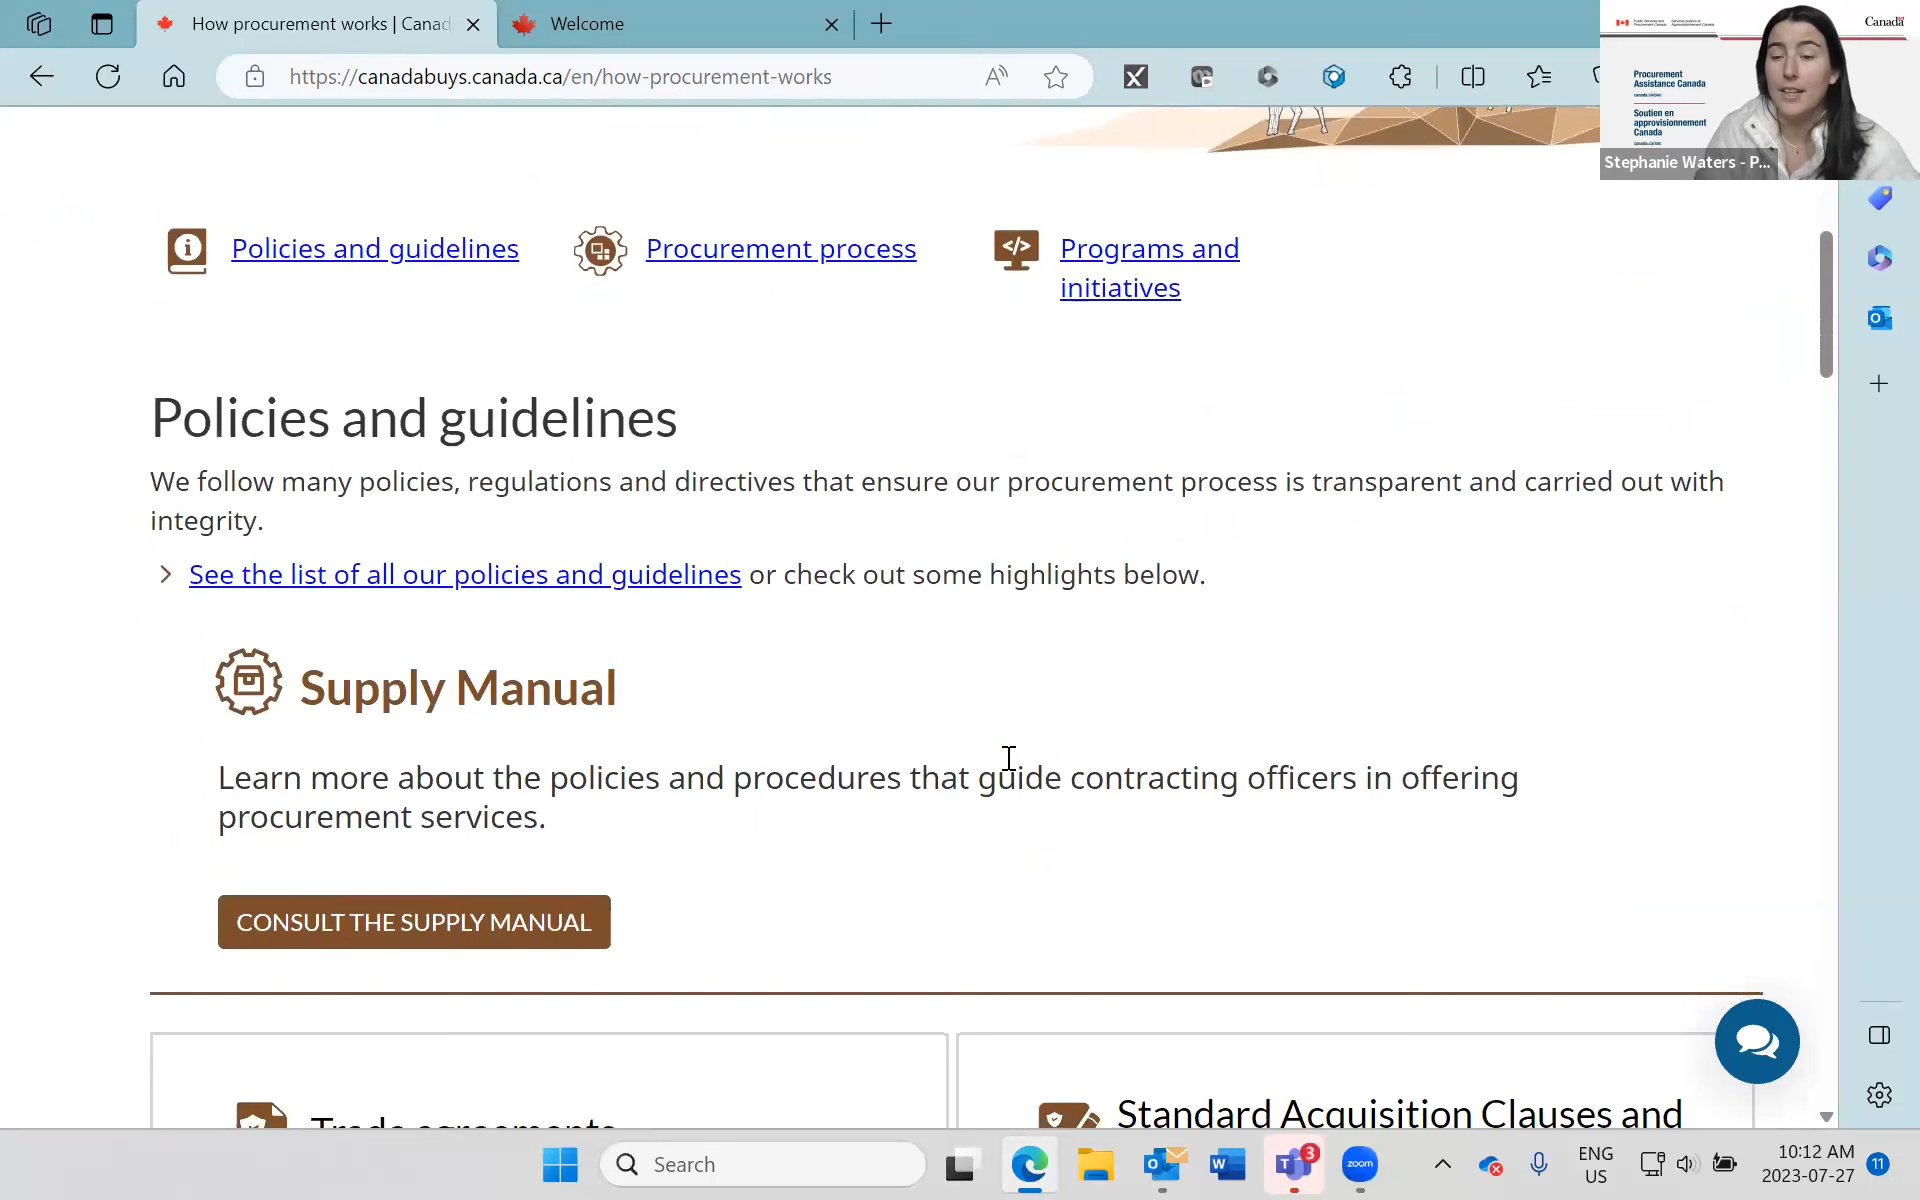 How procurement works | Canad
Welcome
https://canadabuys.canada.ca/en/how-procurement-works
Canada
Procurement
Assistance Canada
Soutien en
approvisionnement
Canada
Stephanie Waters - P...
Policies and guidelines
Procurement process
Programs and
initiatives
Policies and guidelines
We follow many policies, regulations and directives that ensure our procurement process is transparent and carried out with
integrity.
See the list of all our policies and guidelines or check out some highlights below.
Supply Manual
Learn more about the policies and procedures that guide contracting officers in offering
procurement services.
CONSULT THE SUPPLY MANUAL
Trade agreements
Standard Acquisition Clauses and
Search
3
zoom
ENG
US
10:12 AM
2023-07-27
11